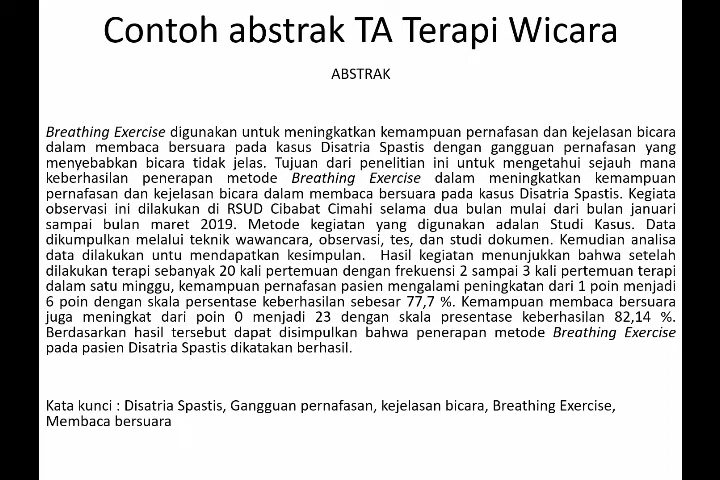 Contoh abstrak TA Terapi Wicara
ABSTRAK
Breathing Exercise digunakan untuk meningkatkan kemampuan pernafasan dan kejelasan bicara
dalam membaca bersuara pada kasus Disatria Spastis dengan gangguan pernafasan yang
menyebabkan bicara tidak jelas. Tujuan dari penelitian ini untuk mengetahui sejauh mana
keberhasilan penerapan metode Breathing Exercise dalam meningkatkan kemampuan
pernafasan dan kejelasan bicara dalam membaca bersuara pada kasus Disatria Spastis. Kegiata
observasi ini dilakukan di RSUD Cibabat Cimahi selama dua bulan mulai dari bulan januari
sampai bulan maret 2019. Metode kegiatan yang digunakan adalan Studi Kasus. Data
dikumpulkan melalui teknik wawancara, observasi, tes, dan studi dokumen. Kemudian analisa
data dilakukan untu mendapatkan kesimpulan. Hasil kegiatan menunjukkan bahwa setelah
dilakukan terapi sebanyak 20 kali pertemuan dengan frekuensi 2 sampai 3 kali pertemuan terapi
dalam satu minggu, kemampuan pernafasan pasien mengalami peningkatan dari 1 poin menjadi
6 poin dengan skala persentase keberhasilan sebesar 77,7 %. Kemampuan membaca bersuara
juga meningkat dari poin 0 menjadi 23 dengan skala presentase keberhasilan 82,14 %.
Berdasarkan hasil tersebut dapat disimpulkan bahwa penerapan metode Breathing Exercise
pada pasien Disatria Spastis dikatakan berhasil.
Kata kunci : Disatria Spastis, Gangguan pernafasan, kejelasan bicara, Breathing Exercise,
Membaca bersuara